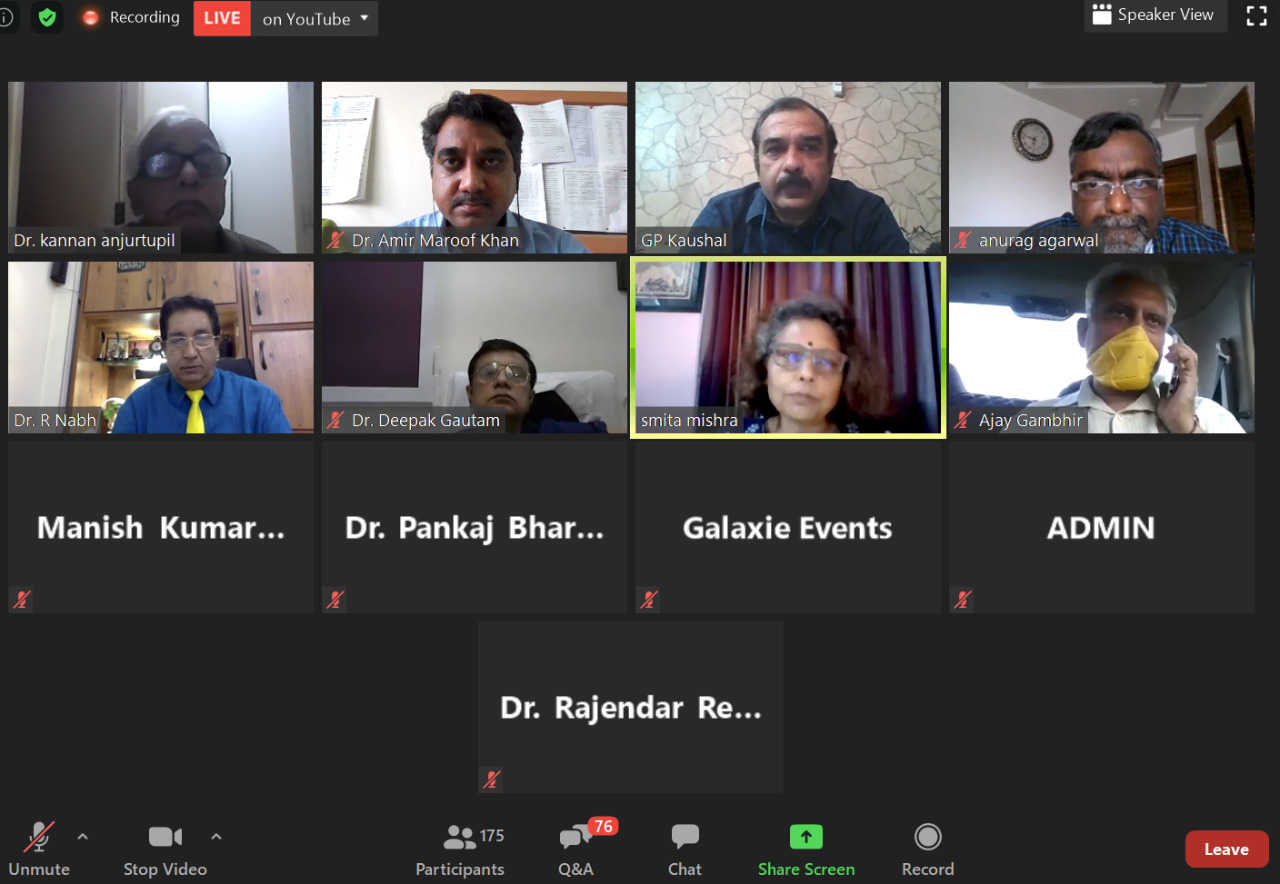 Recording
LIVE on YouTube
Speaker View
Dr. kannan anjurtupil
Dr. Amir Maroof Khan
GP Kaushal
anurag agarwal
Dr. R Nabh
Dr. Deepak Gautam
smita mishra
Ajay Gambhir
Manish Kumar...
Dr. Pankaj Bhar...
Galaxie Events
ADMIN
Dr. Rajendar Re...
175
76
Unmute
Stop Video
Participants
Q&A
Chat
Share Screen
Record
Leave